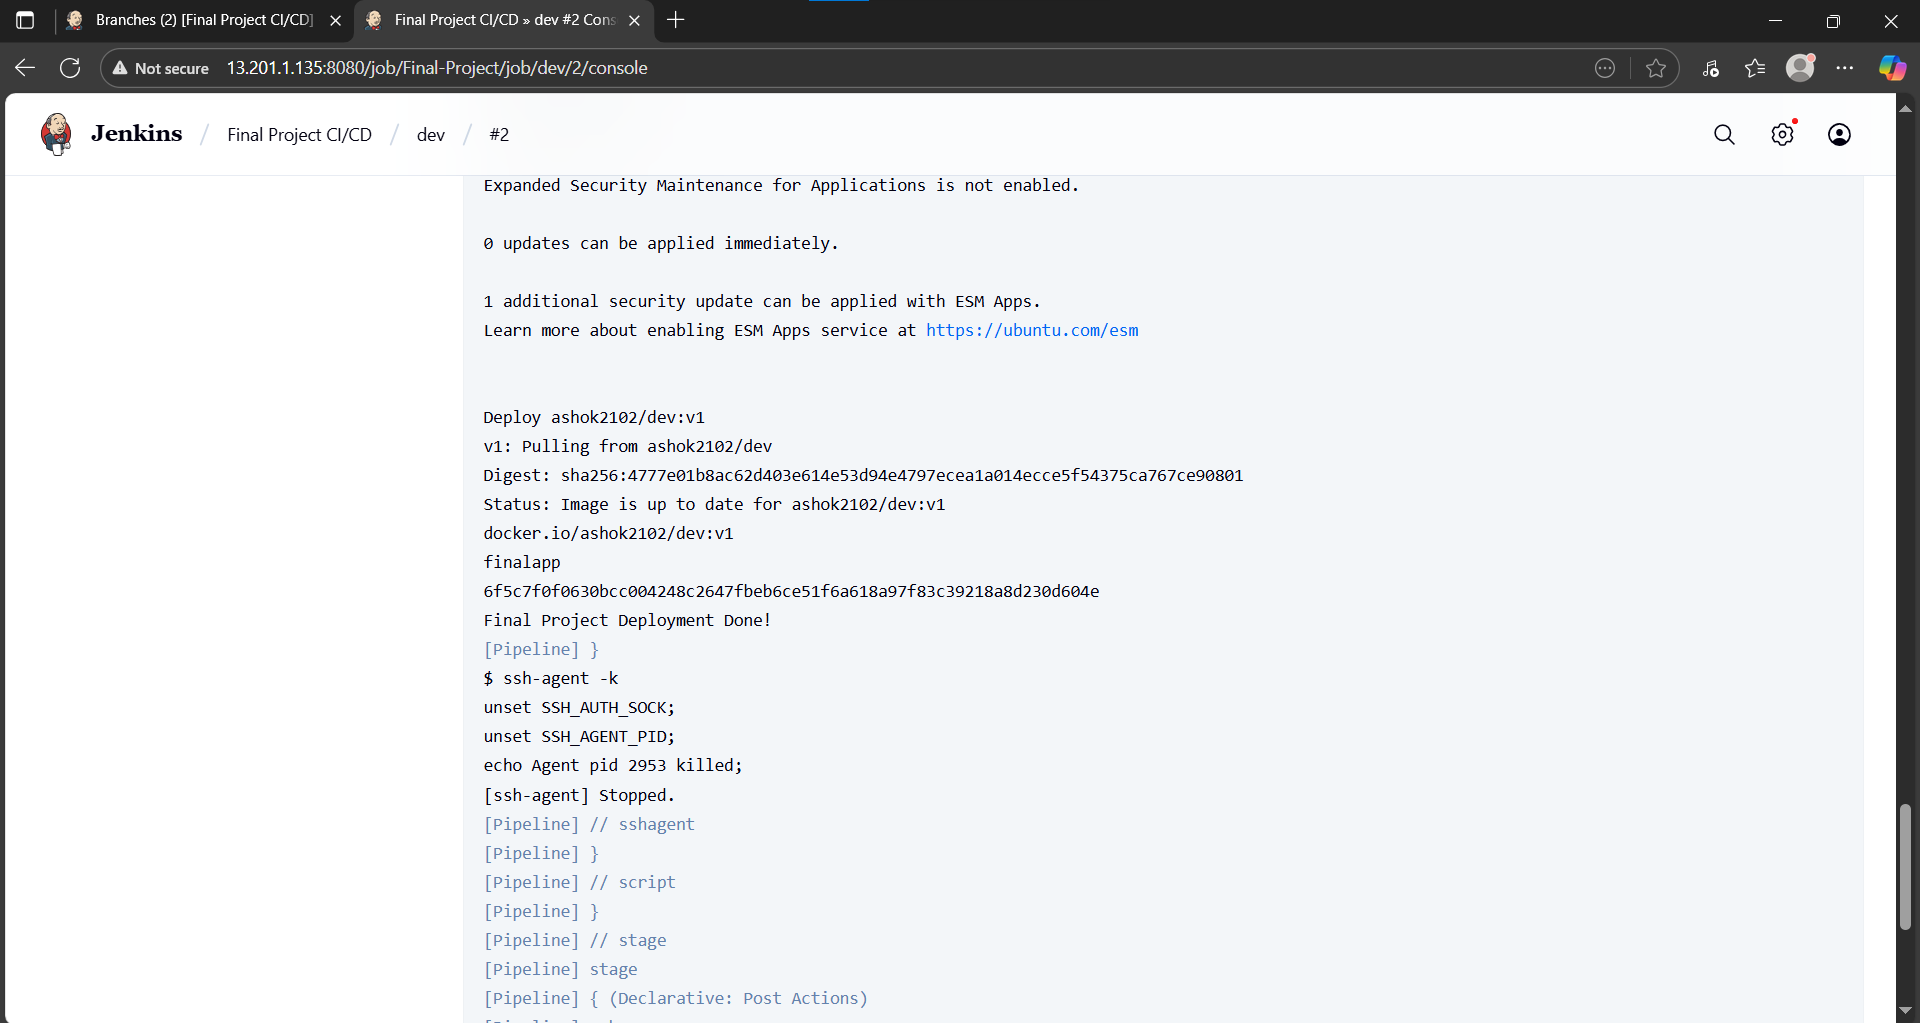 Branches (2) [Final Project CI/CD]
Final Project CI/CD » dev #2 Cons
Not secure 13.201.1.135:8080/job/Final-Project/job/dev/2/console
Jenkins / Final Project CI/CD / dev / #2
Expanded Security Maintenance for Applications is not enabled.
0 updates can be applied immediately.
1 additional security update can be applied with ESM Apps.
Learn more about enabling ESM Apps service at https://ubuntu.com/esm
Deploy ashok2102/dev:v1
v1: Pulling from ashok2102/dev
Digest: sha256:4777e01b8ac62d403e614e53d94e4797ecea1a014ecce5f54375ca767ce90801
Status: Image is up to date for ashok2102/dev:v1
docker.io/ashok2102/dev:v1
finalapp
6f5c7f0f0630bcc004248c2647fbeb6ce51f6a618a97f83c39218a8d230d604e
Final Project Deployment Done!
[Pipeline] }
$ ssh-agent -k
unset SSH_AUTH_SOCK;
unset SSH_AGENT_PID;
echo Agent pid 2953 killed;
[ssh-agent] Stopped.
[Pipeline] // sshagent
[Pipeline] }
[Pipeline] // script
[Pipeline] }
[Pipeline] // stage
[Pipeline] stage
[Pipeline] { (Declarative: Post Actions)